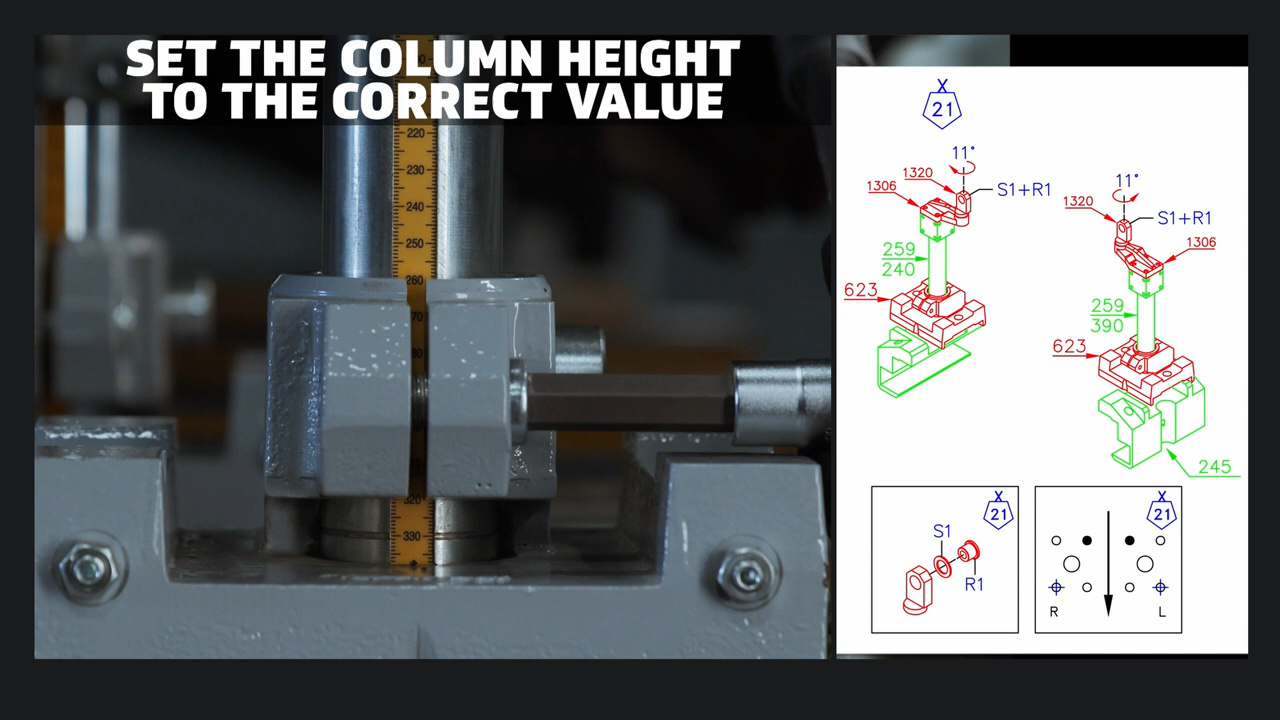 SET THE COLUMN HEIGHT
TO THE CORRECT VALUE
220
230
240
250
260
320
330
X
21
11°
1320
1306
S1+R1
259
240
623
11°
1320
S1+R1
1306
259
390
623
245
X
21
S1
R1
X
21
R
L